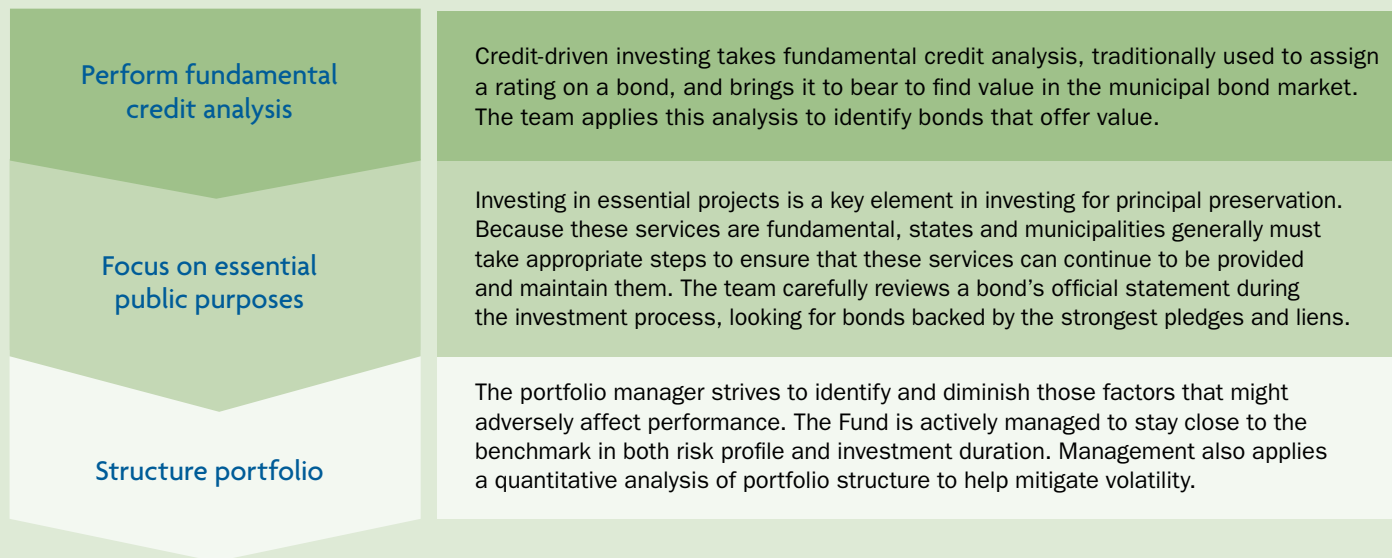 Perform fundamental
credit analysis
Credit-driven investing takes fundamental credit analysis, traditionally used to assign
a rating on a bond, and brings it to bear to find value in the municipal bond market.
The team applies this analysis to identify bonds that offer value.
Focus on essential
public purposes
Investing in essential projects is a key element in investing for principal preservation.
Because these services are fundamental, states and municipalities generally must
take appropriate steps to ensure that these services can continue to be provided
and maintain them. The team carefully reviews a bond’s official statement during
the investment process, looking for bonds backed by the strongest pledges and liens.
Structure portfolio
The portfolio manager strives to identify and diminish those factors that might
adversely affect performance. The Fund is actively managed to stay close to the
benchmark in both risk profile and investment duration. Management also applies
a quantitative analysis of portfolio structure to help mitigate volatility.